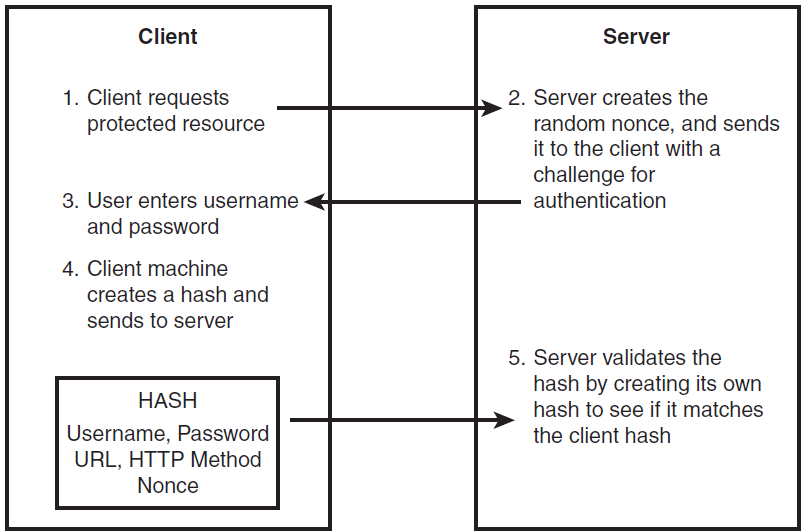 Client
1. Client requests
protected resource
3. User enters username
and password
4. Client machine
creates a hash and
sends to server
HASH
Username, Password
URL, HTTP Method
Nonce
Server
2. Server creates the
random nonce, and sends
it to the client with a
challenge for
authentication
5. Server validates the
hash by creating its own
hash to see if it matches
the client hash